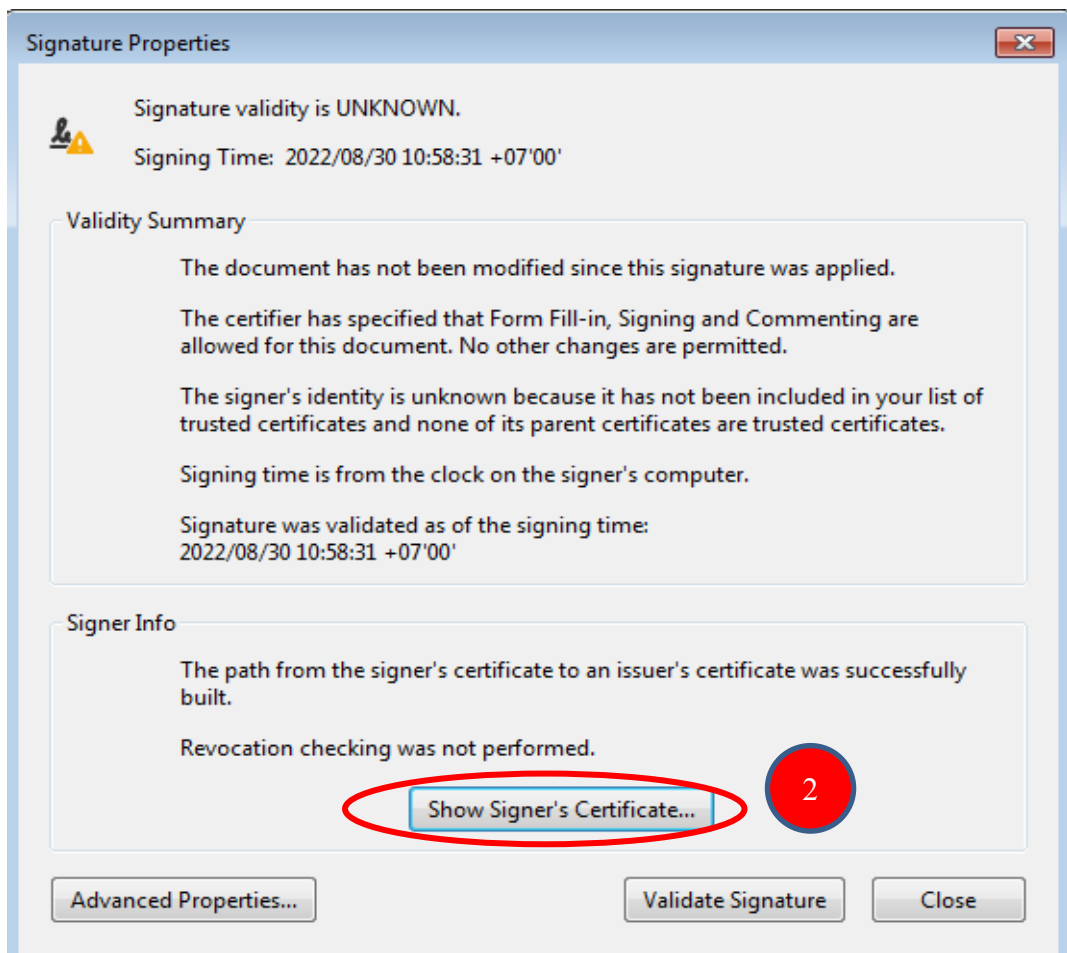 Signature Properties
Signature validity is UNKNOWN.
Signing Time: 2022/08/30 10:58:31 +07'00'
Validity Summary
The document has not been modified since this signature was applied.
The certifier has specified that Form Fill-in, Signing and Commenting are
allowed for this document. No other changes are permitted.
The signer's identity is unknown because it has not been included in your list of
trusted certificates and none of its parent certificates are trusted certificates.
Signing time is from the clock on the signer's computer.
Signature was validated as of the signing time:
2022/08/30 10:58:31 +07'00'
Signer Info
The path from the signer's certificate to an issuer's certificate was successfully
built.
Revocation checking was not performed.
Show Signer's Certificate...
2
Advanced Properties...
Validate Signature
Close